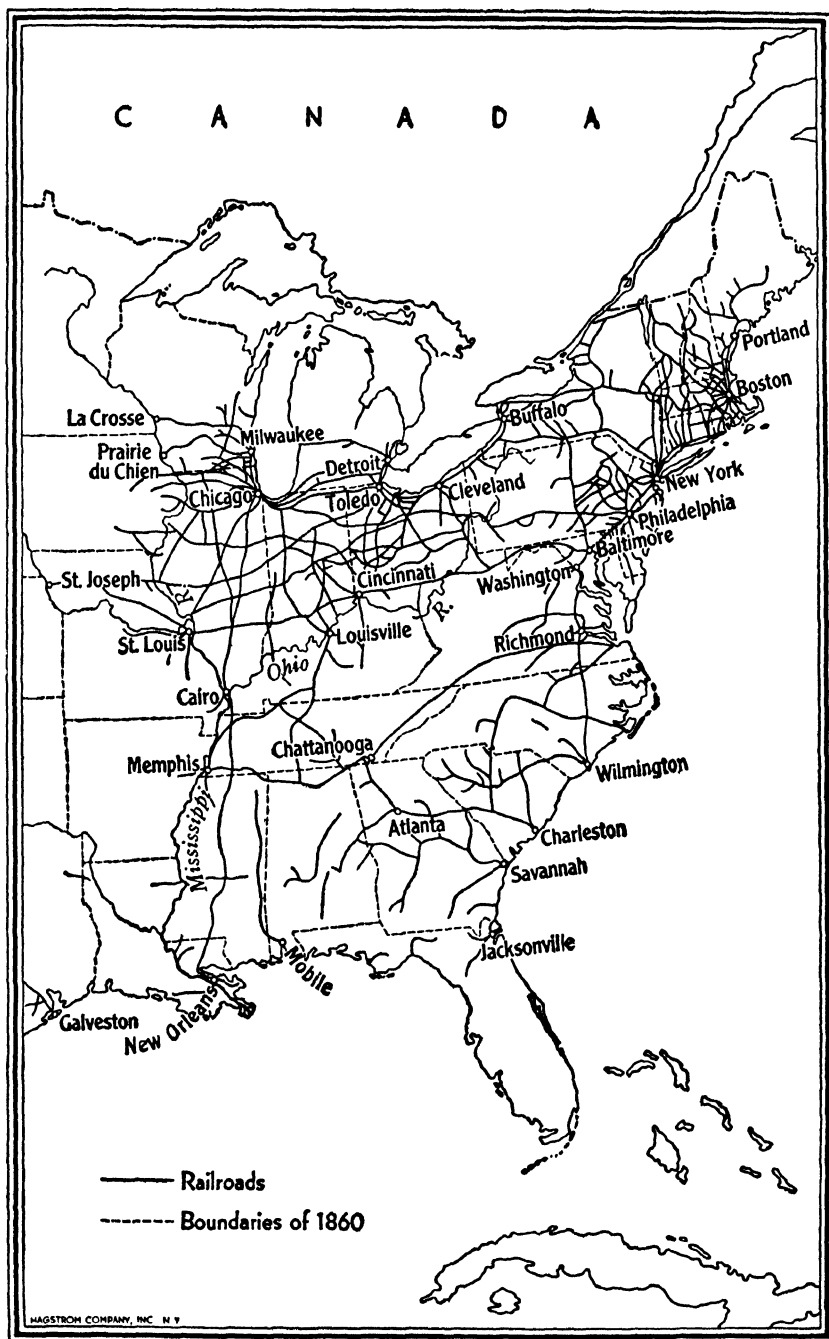 CANADA
Portland
Boston
La Crosse
Buffalo
Milwaukee
Prairie
du Chien
Detroit
New York
Chicago
Toledo
Cleveland
Philadelphia
Baltimore
St. Joseph
Cincinnati
Washington
R.
R.
St. Louis
Louisville
Richmond
Ohio
Cairo
Chattanooga
Memphis
Wilmington
Mississippi
Atlanta
Charleston
Savannah
Jacksonville
Mobile
New Orleans
Galveston
Railroads
Boundaries of 1860
HAGSTROM COMPANY, INC N Y